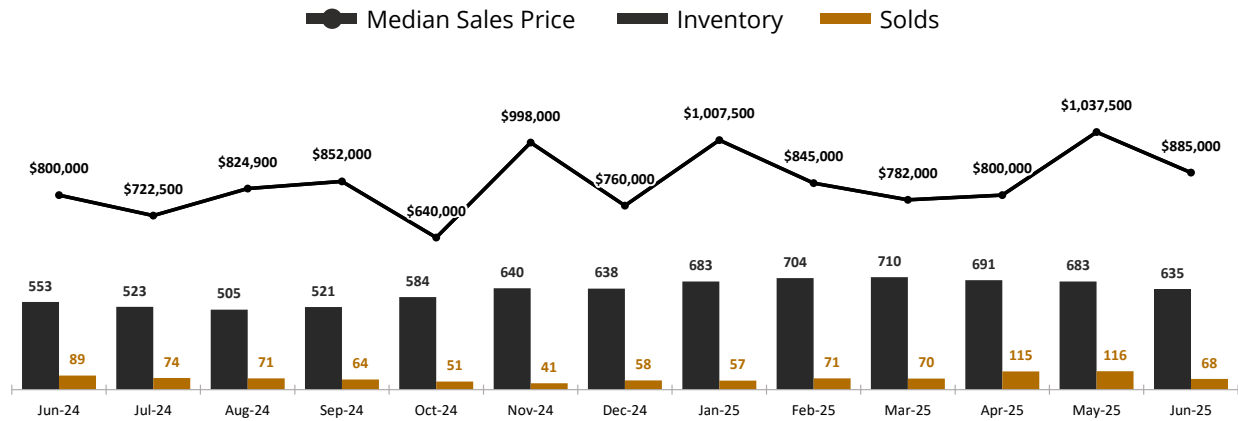 Median Sales Price Inventory Solds
$800,000 $722,500 $824,900 $852,000 $640,000 $998,000 $760,000 $1,007,500 $845,000 $782,000 $800,000 $1,037,500 $885,000
553 523 505 521 584 640 638 683 704 710 691 683 635
89 74 71 64 51 41 58 57 71 70 115 116 68
Jun-24 Jul-24 Aug-24 Sep-24 Oct-24 Nov-24 Dec-24 Jan-25 Feb-25 Mar-25 Apr-25 May-25 Jun-25